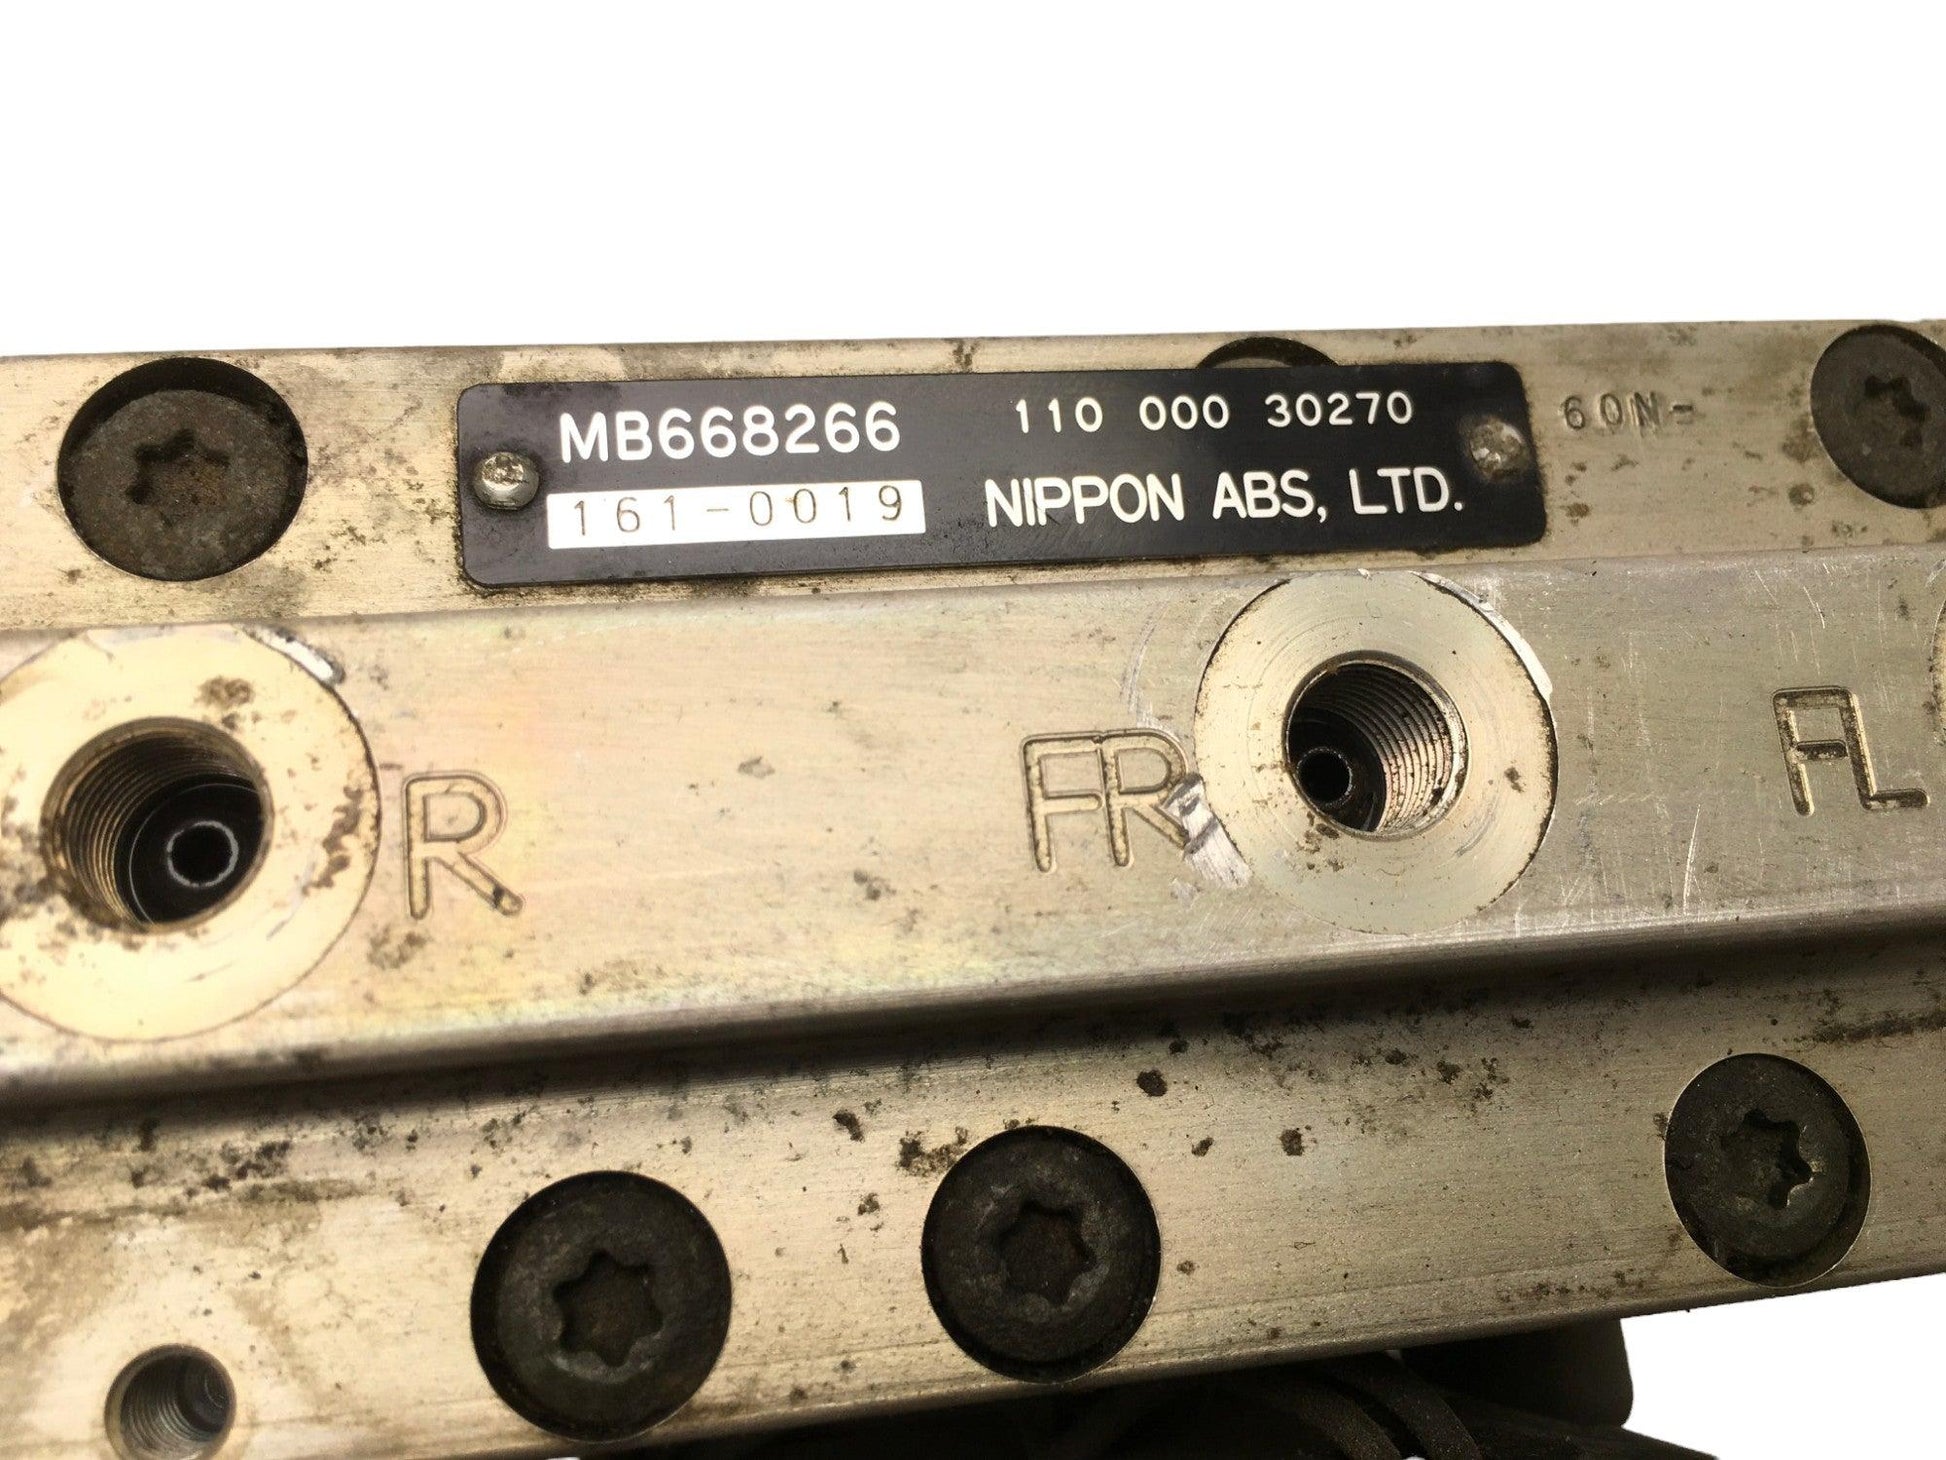 MB668266 110 000 30270 60N-
161-0019 NIPPON ABS, LTD.
R FR FL